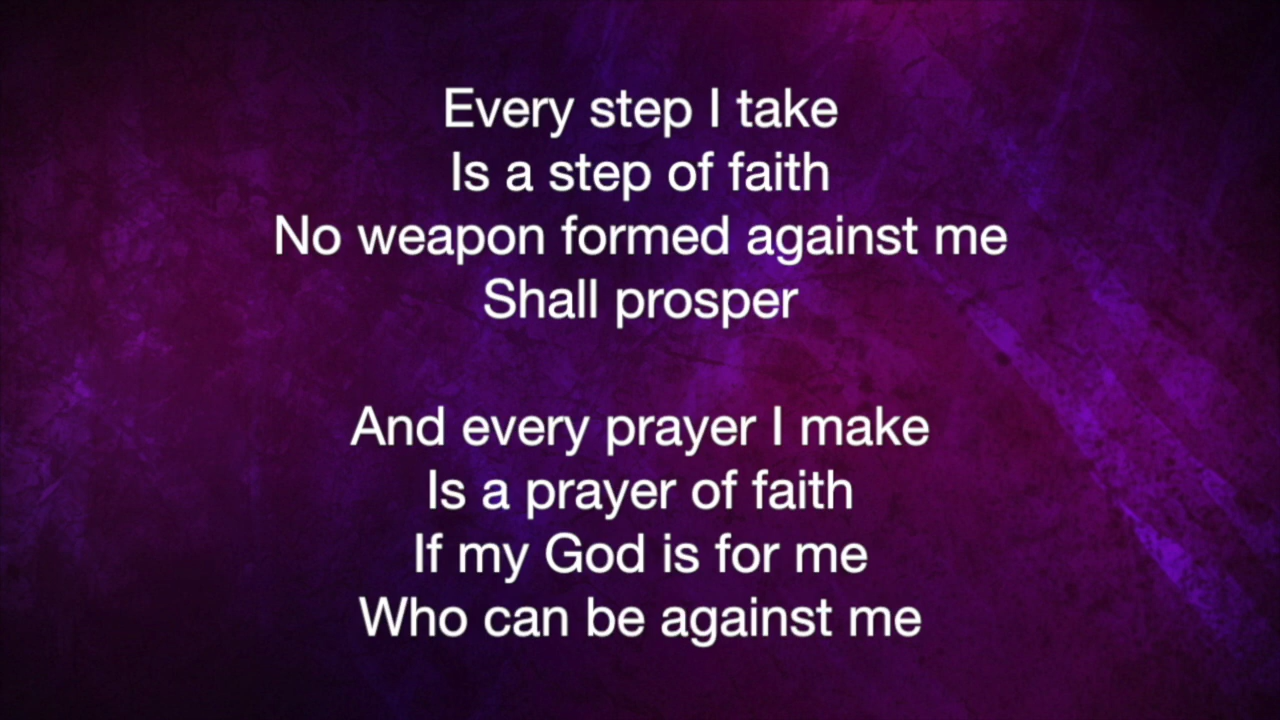 Every step I take
Is a step of faith
No weapon formed against me
Shall prosper
And every prayer I make
Is a prayer of faith
If my God is for me
Who can be against me